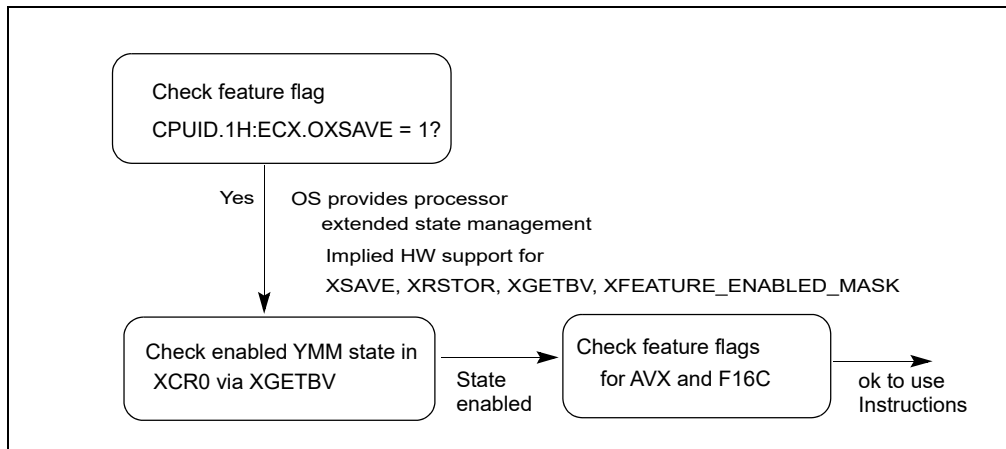 Check feature flag
CPUID.1H:ECX.OXSAVE = 1?
Yes
OS provides processor
extended state management
Implied HW support for
XSAVE, XRSTOR, XGETBV, XFEATURE_ENABLED_MASK
Check enabled YMM state in
XCR0 via XGETBV
State
enabled
Check feature flags
for AVX and F16C
ok to use
Instructions